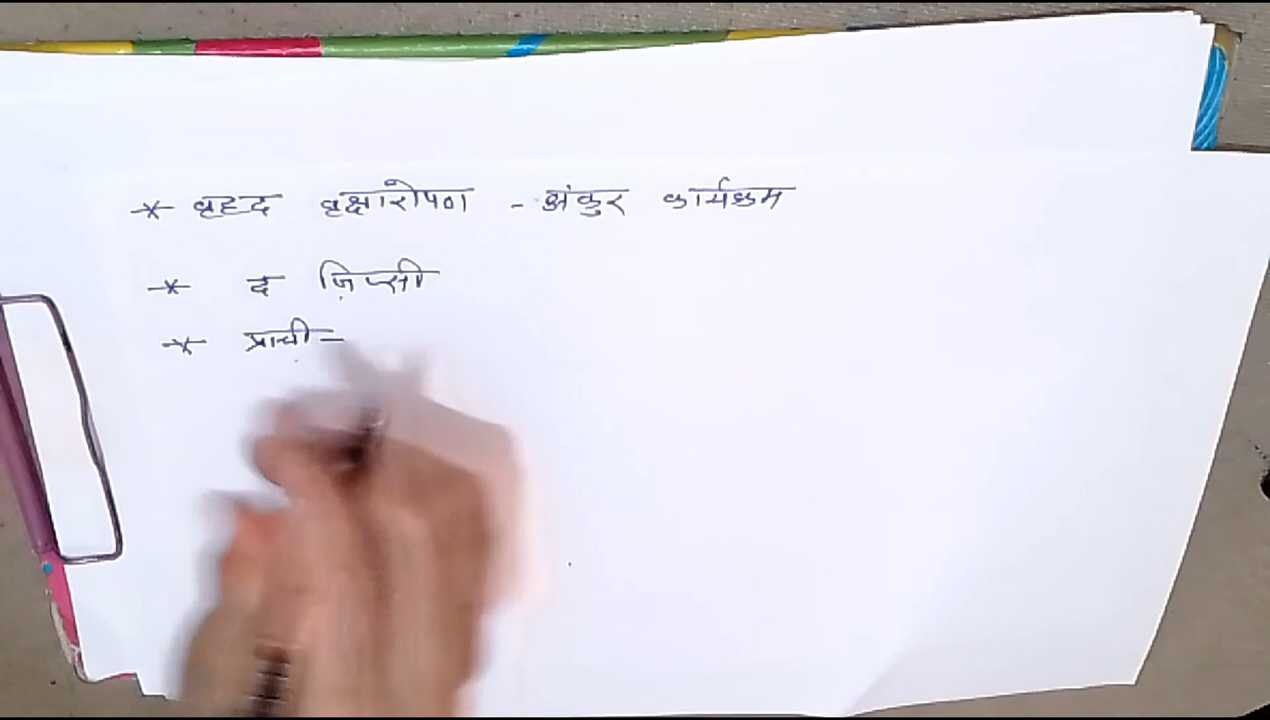 * वृहद वृक्षारोपण - अंकुर कार्यक्रम
* द ज़िप्सी
* प्राची